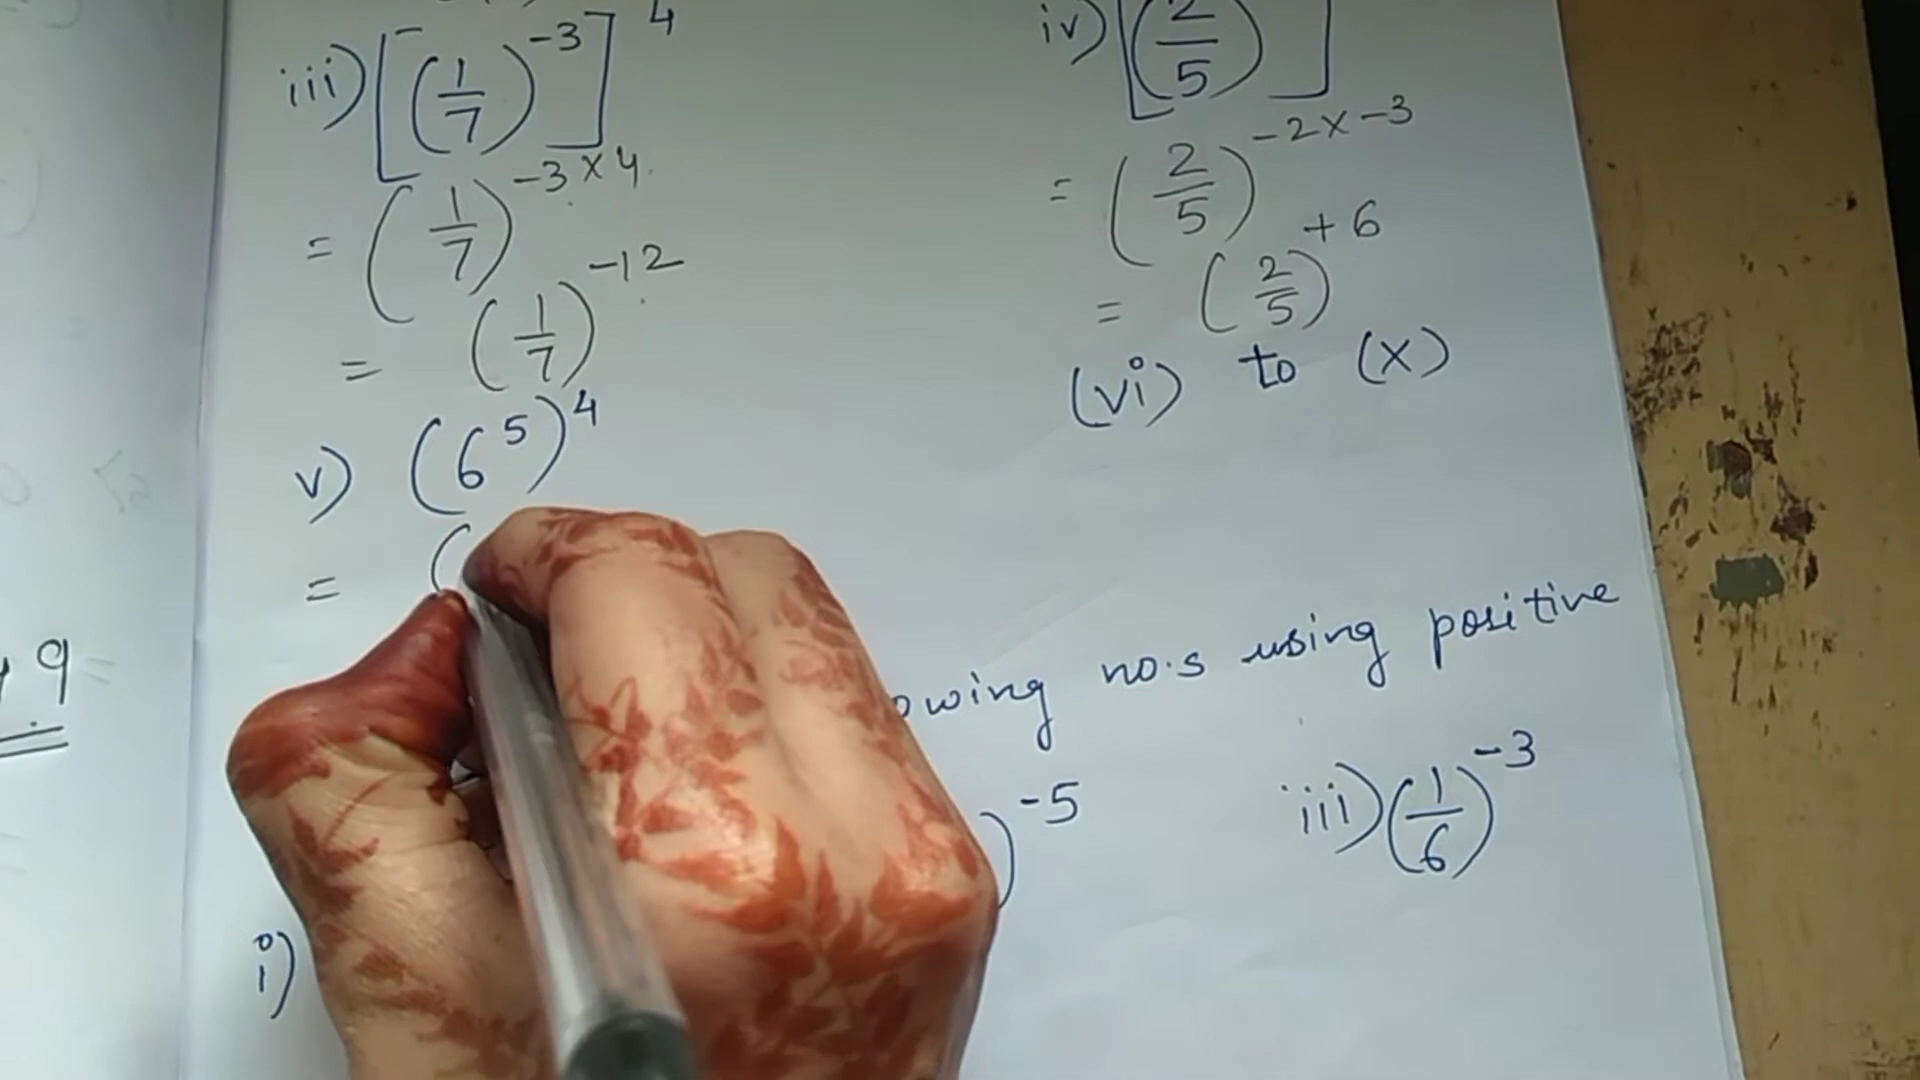 iii) [(1/7)^-3]^4
= (1/7)^-3×4
= (1/7)^-12
v) (6^5)^4
= (
iv) [(2/5)]
= (2/5)^-2×-3
= (2/5)^+6
(vi) to (x)
owing no.s using positive
i)
)^-5
iii) (1/6)^-3
9